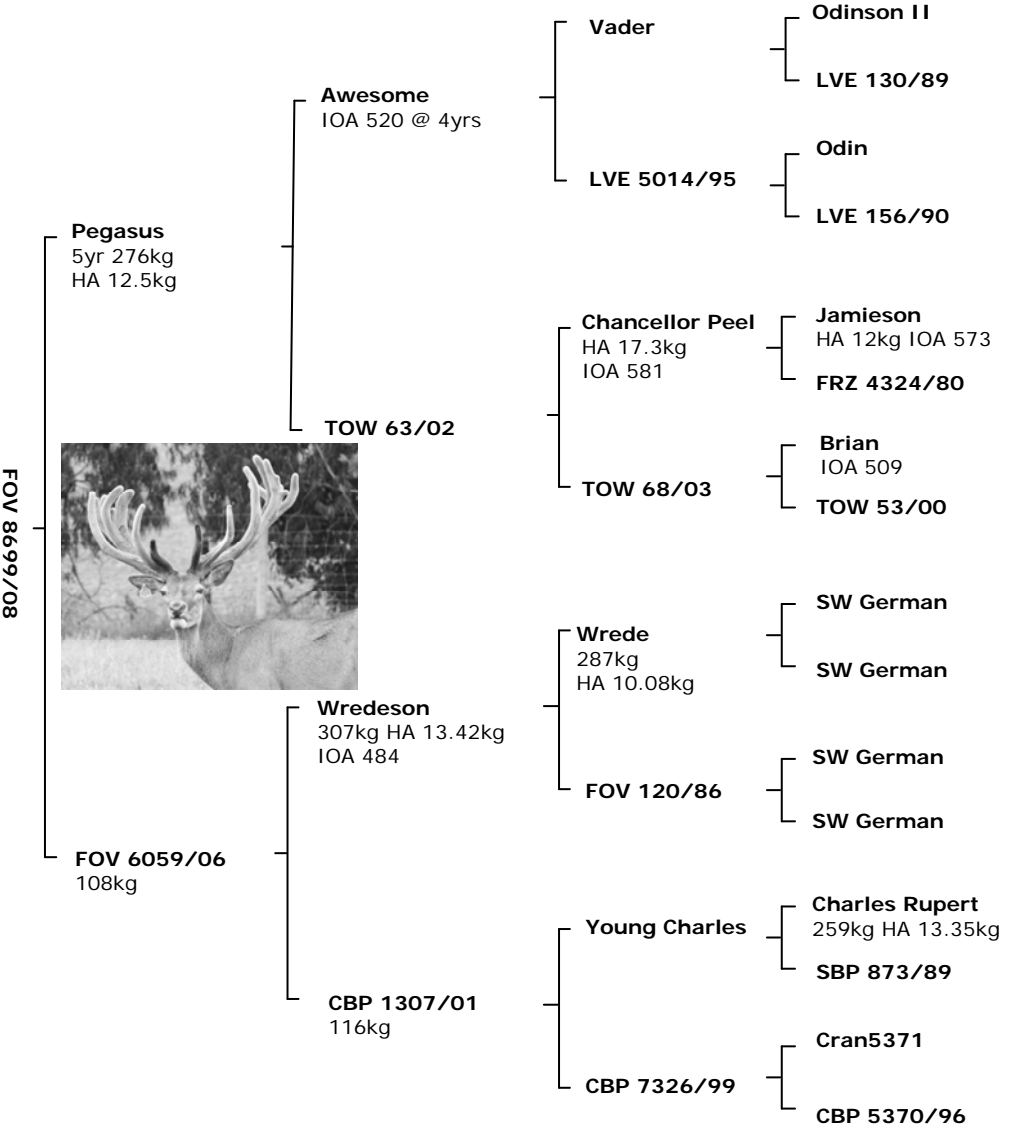 FOV 8699/08
Pegasus
5yr 276kg
HA 12.5kg
FOV 6059/06
108kg
Awesome
IOA 520 @ 4yrs
TOW 63/02
Wredeson
307kg HA 13.42kg
IOA 484
CBP 1307/01
116kg
Vader
LVE 5014/95
Chancellor Peel
HA 17.3kg
IOA 581
TOW 68/03
Wrede
287kg
HA 10.08kg
FOV 120/86
Young Charles
CBP 7326/99
Odinson II
LVE 130/89
Odin
LVE 156/90
Jamieson
HA 12kg IOA 573
FRZ 4324/80
Brian
IOA 509
TOW 53/00
SW German
SW German
SW German
SW German
Charles Rupert
259kg HA 13.35kg
SBP 873/89
Cran5371
CBP 5370/96